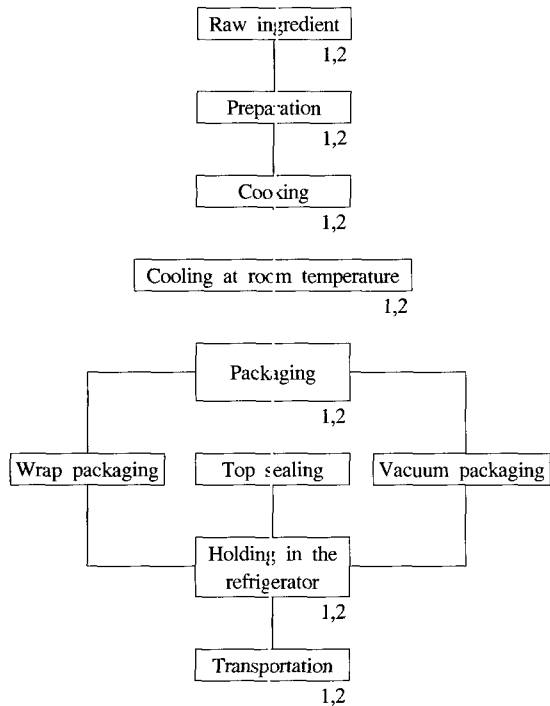 Raw ingredient
1,2
Preparation
1,2
Cooking
1,2
Cooling at room temperature
1,2
Packaging
1,2
Wrap packaging
Top sealing
Vacuum packaging
Holding in the
refrigerator
1,2
Transportation
1,2